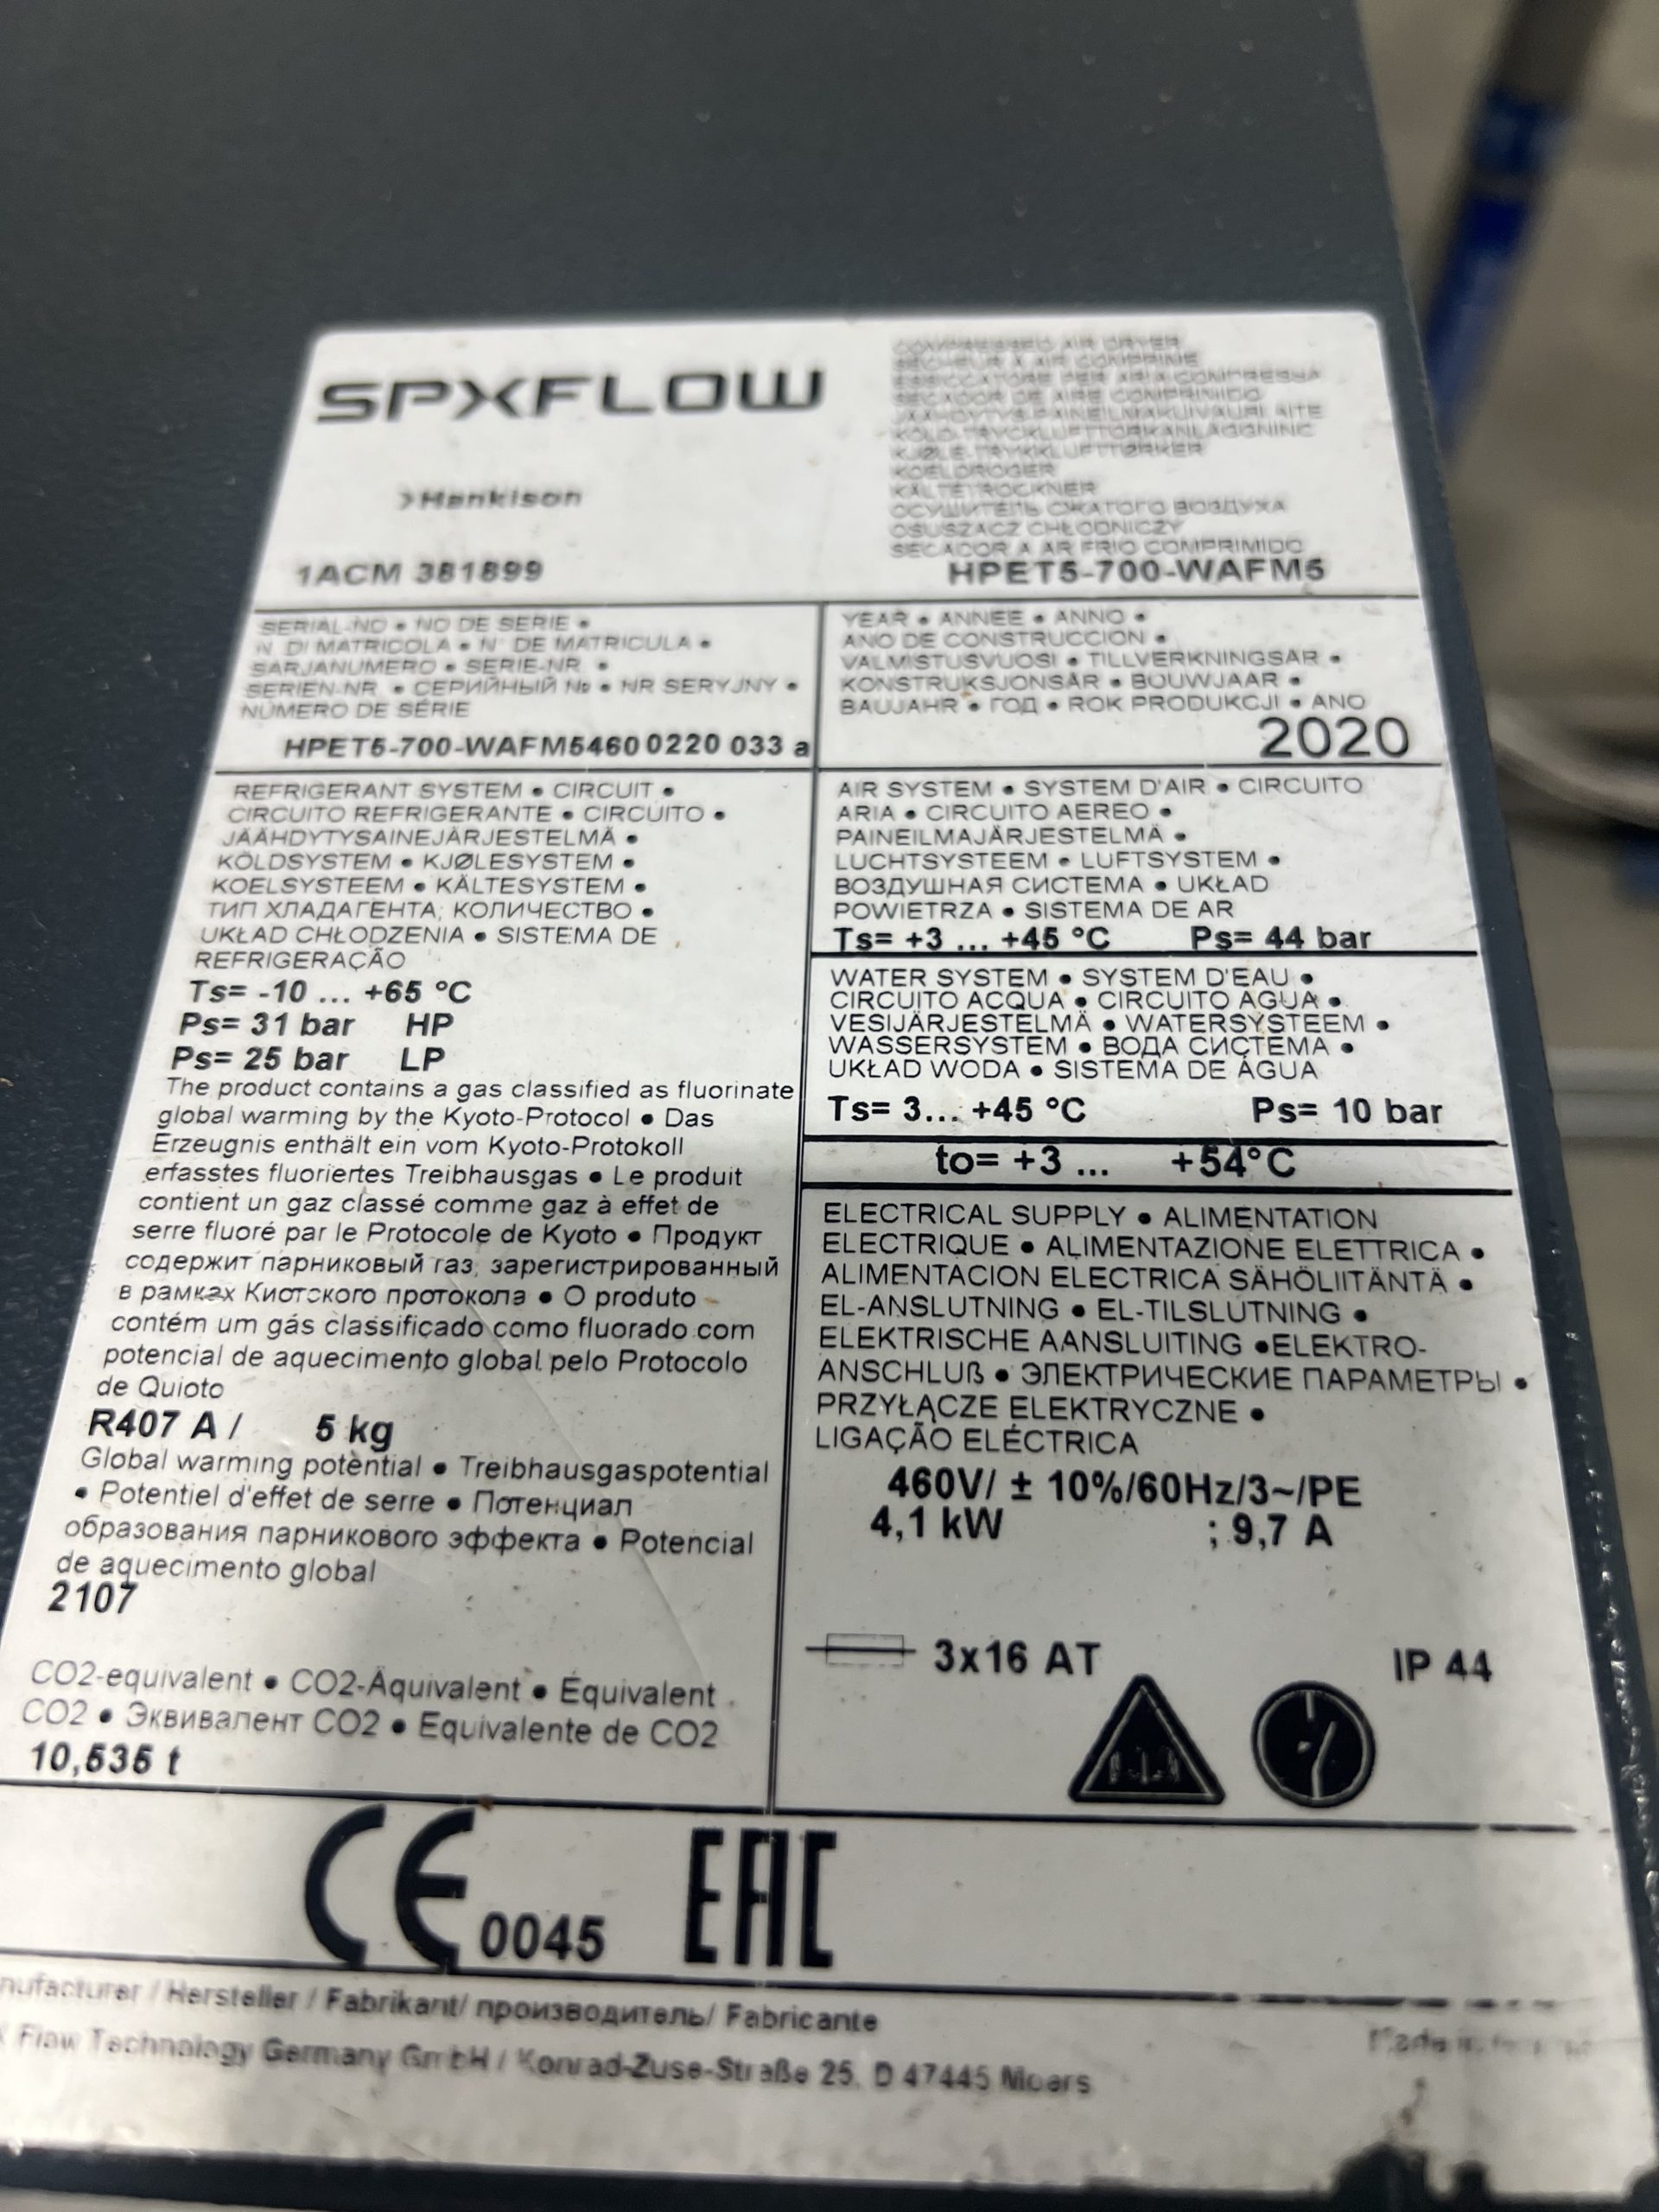 SPXFLOW
COMPRESSED AIR DRYER
SÉCHEUR À AIR COMPRIMÉ
ESSICCATORE PER ARIA COMPRESSA
SECADOR DE AIRE COMPRIMIDO
JÄÄHDYTYS-PAINEILMAKUIVAURI
KJØLE-TRYKKLUFTTØRKER
KOELDROGER
KÄLTETROCKNER
ОСУШИТЕЛЬ СЖАТОГО ВОЗДУХА
OSUSZACZ CHŁODNICZY
SECADOR A AR FRIO COMPRIMIDO
>Hankison
1ACM 381899
HPET5-700-WAFM5
SERIAL-NO • NO DE SERIE •
N° DI MATRICOLA • N° DE MATRICULA •
SARJANUMERO • SERIE-NR •
SERIEN-NR • СЕРИЙНЫЙ № • NR SERYJNY •
NÚMERO DE SÉRIE
HPET5-700-WAFM54600220 033 a
YEAR • ANNEE • ANNO •
ANO DE CONSTRUCCION •
VALMISTUSVUOSI • TILLVERKNINGSÅR •
KONSTRUKSJONSÅR • BOUWJAAR •
BAUJAHR • ГОД • ROK PRODUKCJI • ANO
2020
REFRIGERANT SYSTEM • CIRCUIT •
CIRCUITO REFRIGERANTE • CIRCUITO •
JÄÄHDYTYSAINEJÄRJESTELMÄ •
KÖLDSYSTEM • KJØLESYSTEM •
KOELSYSTEEM • KÄLTESYSTEM •
ТИП ХЛАДАГЕНТА; КОЛИЧЕСТВО •
UKŁAD CHŁODZENIA • SISTEMA DE
REFRIGERAÇÃO
Ts= -10 ... +65 °C
Ps= 31 bar HP
Ps= 25 bar LP
The product contains a gas classified as fluorinate
global warming by the Kyoto-Protocol • Das
Erzeugnis enthält ein vom Kyoto-Protokoll
erfasstes fluoriertes Treibhausgas • Le produit
contient un gaz classé comme gaz à effet de
serre fluoré par le Protocole de Kyoto • Продукт
содержит парниковый газ, зарегистрированный
в рамках Киотского протокола • O produto
contém um gás classificado como fluorado com
potencial de aquecimento global pelo Protocolo
de Quioto
R407 A / 5 kg
Global warming potential • Treibhausgaspotential
• Potentiel d'effet de serre • Потенциал
образования парникового эффекта • Potencial
de aquecimento global
2107
CO2-equivalent • CO2-Äquivalent • Équivalent
CO2 • Эквивалент CO2 • Equivalente de CO2
10,535 t
AIR SYSTEM • SYSTEM D'AIR • CIRCUITO
ARIA • CIRCUITO AEREO •
PAINEILMAJÄRJESTELMÄ •
LUCHTSYSTEEM • LUFTSYSTEM •
ВОЗДУШНАЯ СИСТЕМА • UKŁAD
POWIETRZA • SISTEMA DE AR
Ts= +3 ... +45 °C Ps= 44 bar
WATER SYSTEM • SYSTEM D'EAU •
CIRCUITO ACQUA • CIRCUITO AGUA •
VESIJÄRJESTELMÄ • WATERSYSTEEM •
WASSERSYSTEM • ВОДА СИСТЕМА •
UKŁAD WODA • SISTEMA DE ÁGUA
Ts= 3... +45 °C Ps= 10 bar
to= +3 ... +54°C
ELECTRICAL SUPPLY • ALIMENTATION
ELECTRIQUE • ALIMENTAZIONE ELETTRICA •
ALIMENTACION ELECTRICA SÄHÖLIITÄNTÄ •
EL-ANSLUTNING • EL-TILSLUTNING •
ELEKTRISCHE AANSLUITING •ELEKTRO-
ANSCHLUß • ЭЛЕКТРИЧЕСКИЕ ПАРАМЕТРЫ •
PRZYŁĄCZE ELEKTRYCZNE •
LIGAÇÃO ELÉCTRICA
460V/ ± 10%/60Hz/3~/PE
4,1 kW ; 9,7 A
3x16 AT IP 44
CE 0045 EAC
nufacturer / Hersteller / Fabrikant/ производитель/ Fabricante
Flow Technology Germany GmbH / Konrad-Zuse-Straße 25, D 47445 Moers